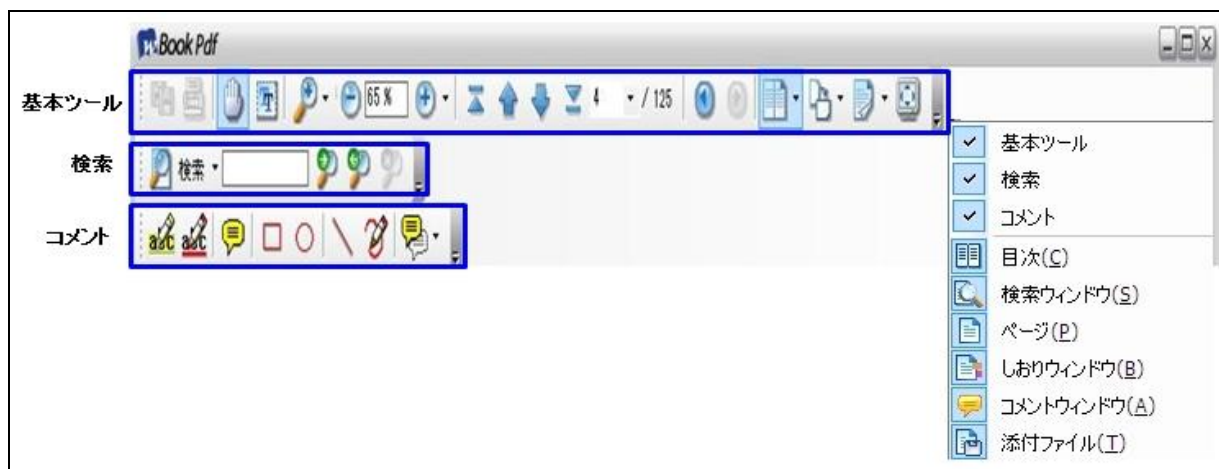 K.Book Pdf
基本ツール
65 %
4 / 125
検索
検索
コメント
abc abc
基本ツール
検索
コメント
目次(C)
検索ウィンドウ(S)
ページ(P)
しおりウィンドウ(B)
コメントウィンドウ(A)
添付ファイル(T)